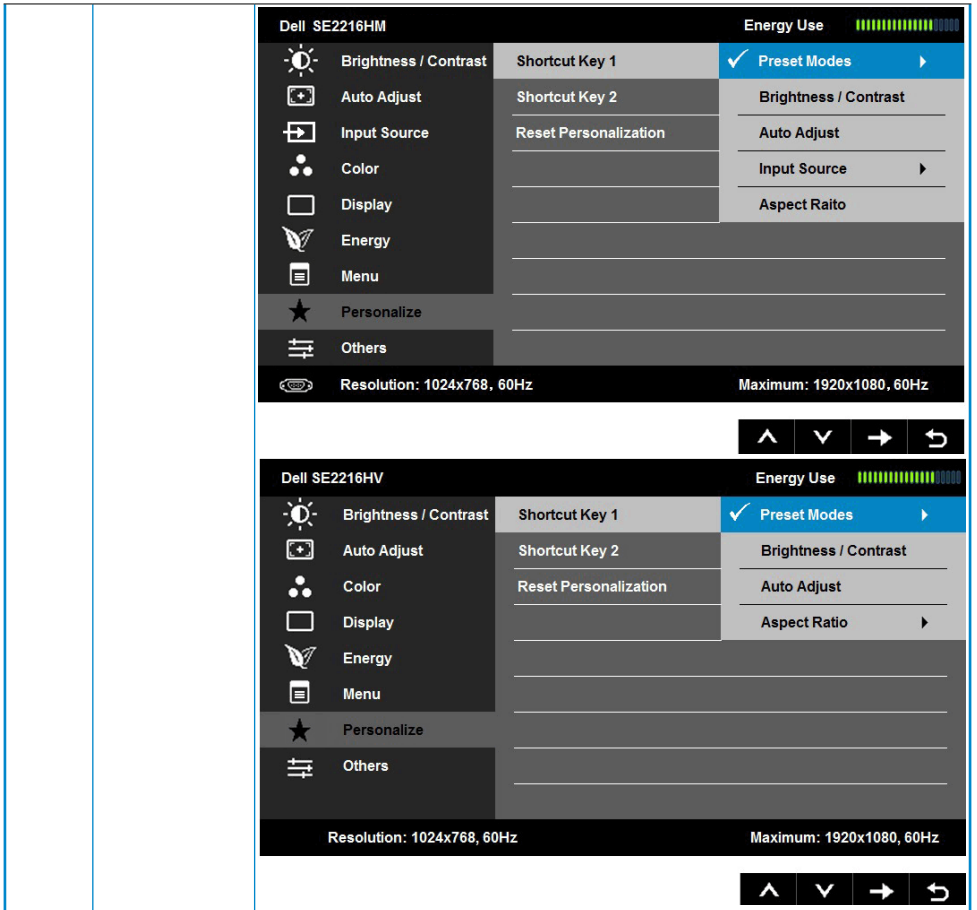 Dell SE2216HM Energy Use
Brightness / Contrast Shortcut Key 1 Preset Modes
Auto Adjust Shortcut Key 2 Brightness / Contrast
Input Source Reset Personalization Auto Adjust
Color Input Source
Display Aspect Raito
Energy
Menu
Personalize
Others
Resolution: 1024x768, 60Hz Maximum: 1920x1080, 60Hz
Dell SE2216HV Energy Use
Brightness / Contrast Shortcut Key 1 Preset Modes
Auto Adjust Shortcut Key 2 Brightness / Contrast
Color Reset Personalization Auto Adjust
Display Aspect Ratio
Energy
Menu
Personalize
Others
Resolution: 1024x768, 60Hz Maximum: 1920x1080, 60Hz